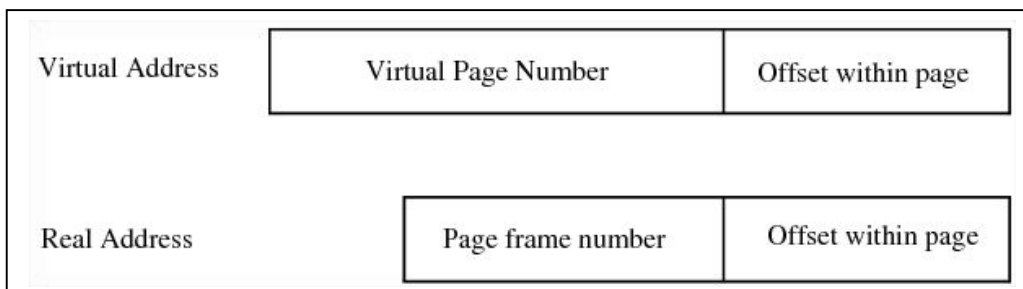 Virtual Address Virtual Page Number Offset within page
Real Address Page frame number Offset within page